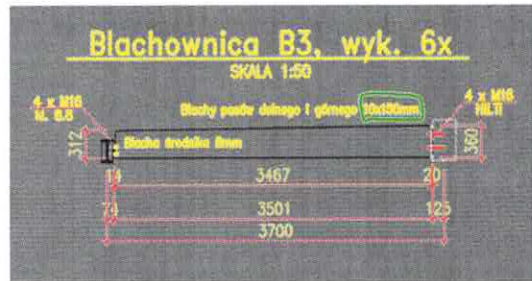 Blachownica B3, wyk. 6x
SKALA 1:50
4 x M16
kl. 8.8
Blachy pasów dolnego i górnego 10x150mm
4 x M16
HILTI
312
Blacha środnika 8mm
360
14
3467
20
74
3501
125
3700